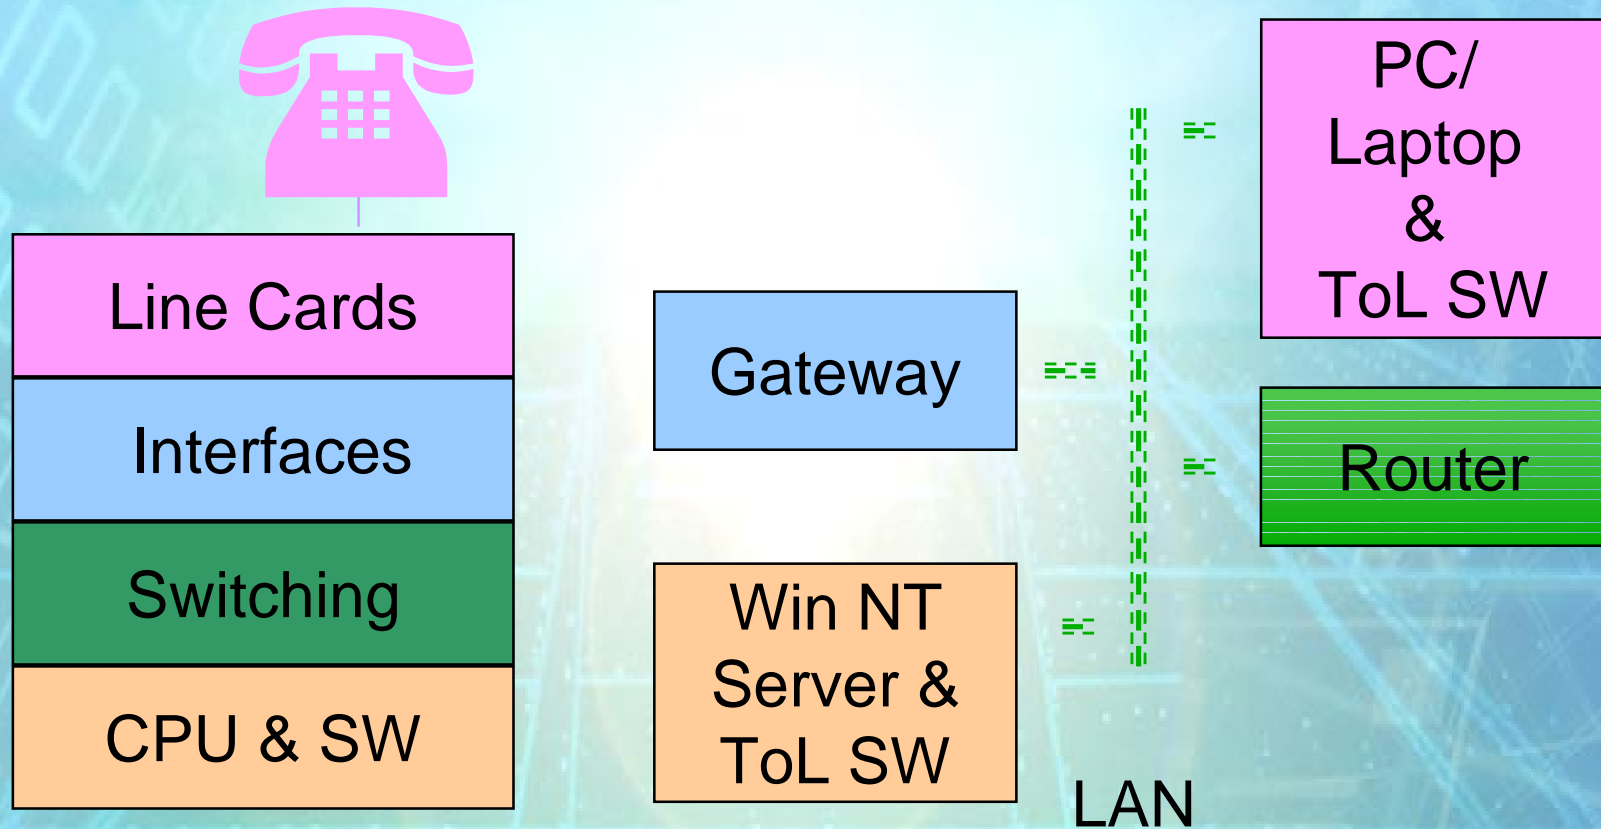 Line Cards
Interfaces
Switching
CPU & SW
Gateway
Win NT
Server &
ToL SW
LAN
PC/
Laptop
&
ToL SW
Router